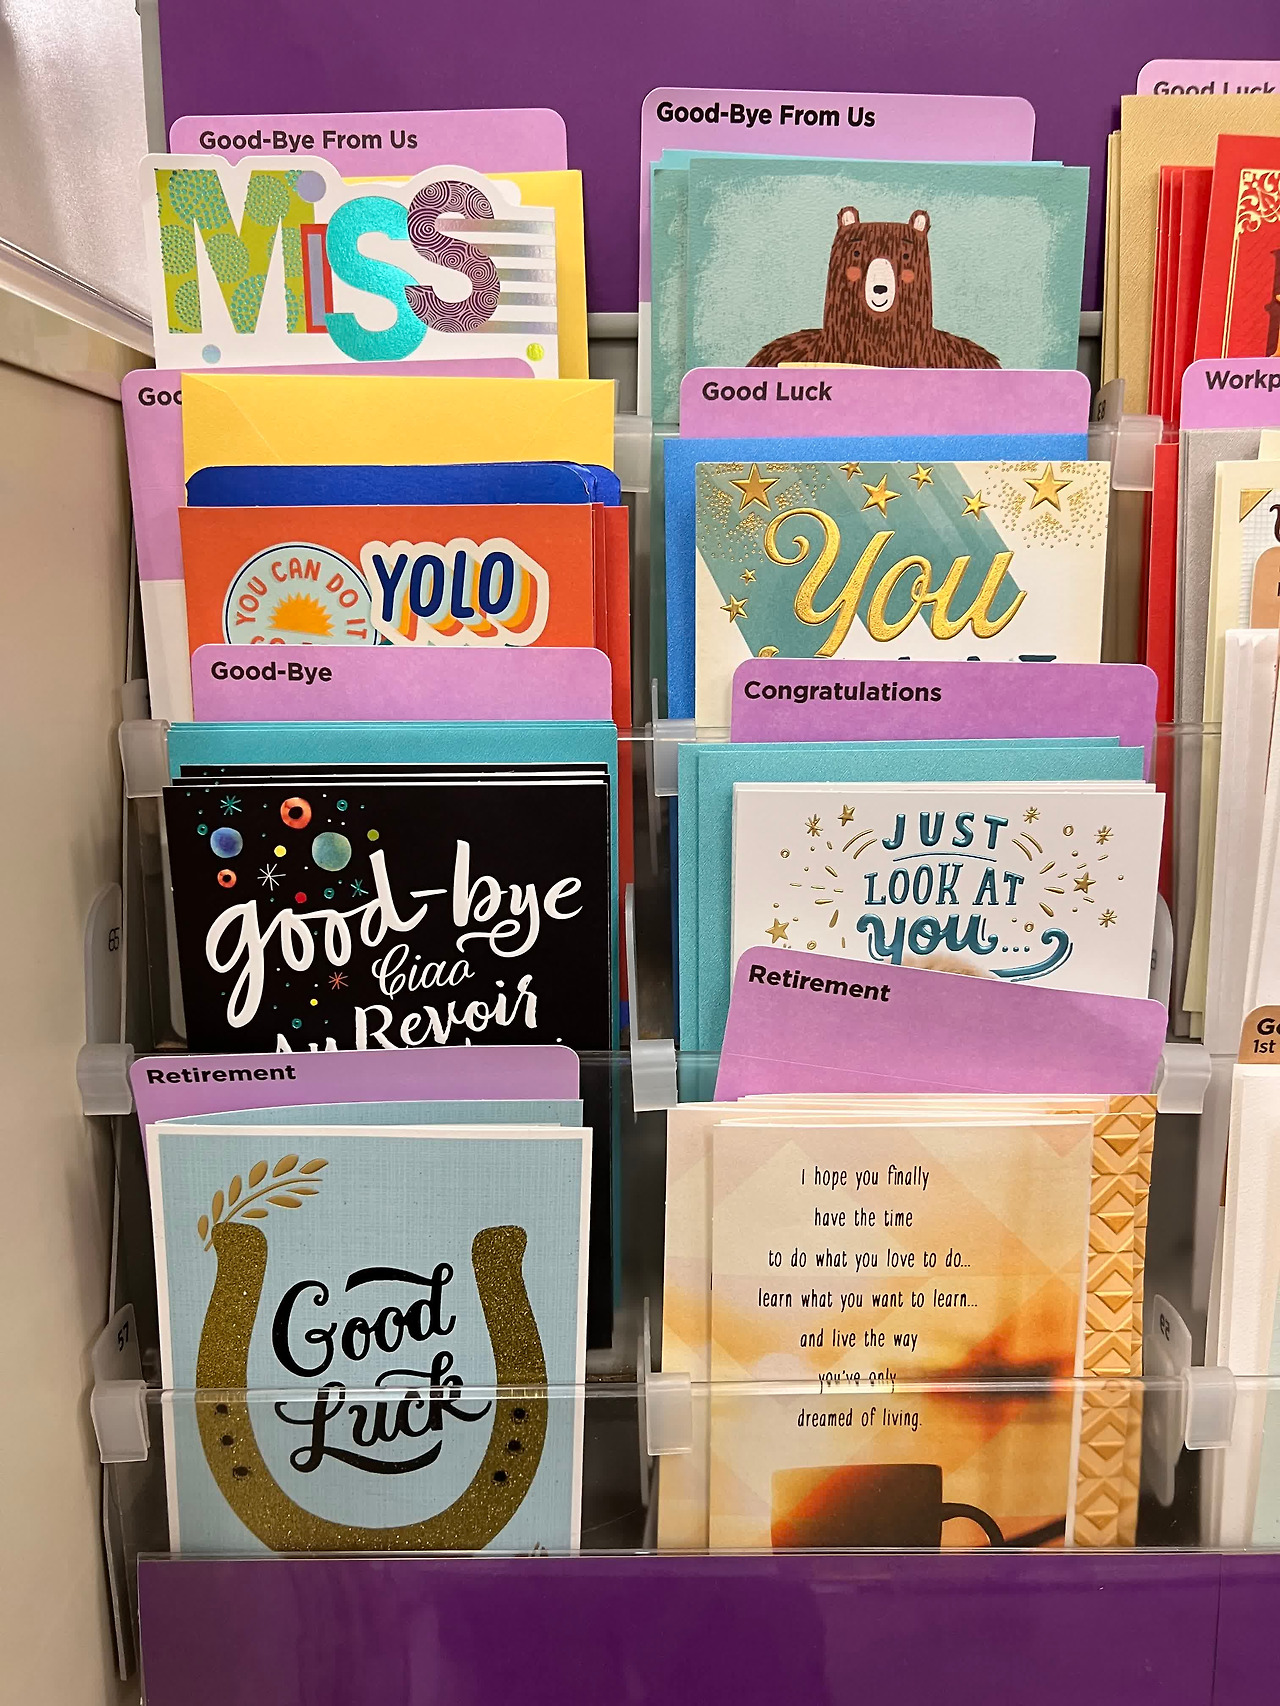 Good-Bye From Us
Good-Bye From Us
Good Luck
MISS
Good Luck
Workp
YOU CAN DO IT
YOLO
You
Good-Bye
Congratulations
good-bye
Ciao
Au Revoir
JUST
LOOK AT
you...
Retirement
Retirement
1st
Good
Luck
I hope you finally
have the time
to do what you love to do...
learn what you want to learn...
and live the way
you've only
dreamed of living.
65
57